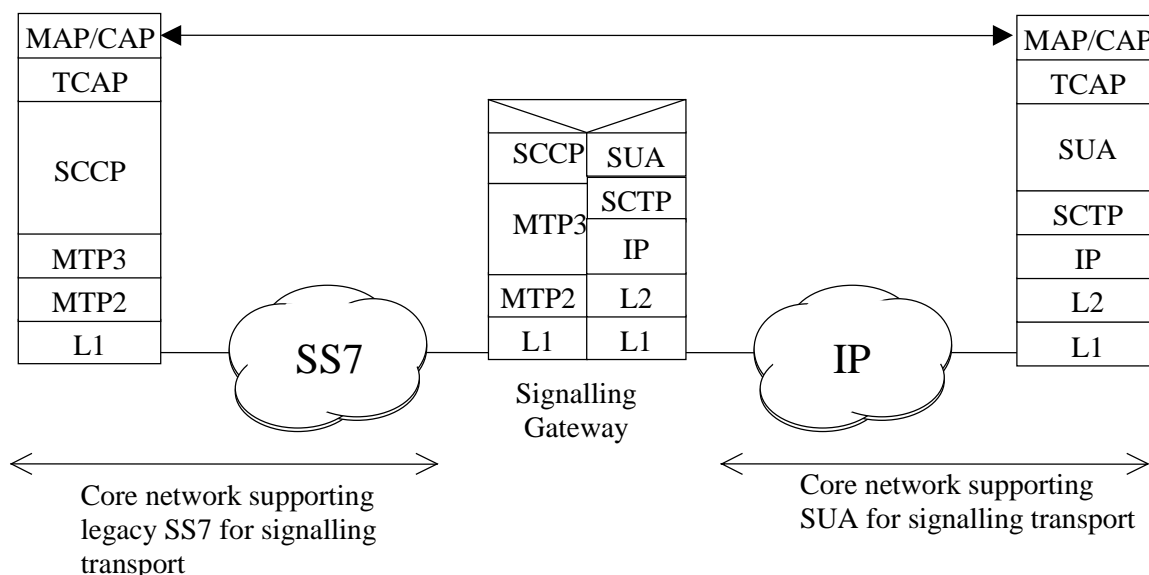 MAP/CAP
TCAP
SCCP
MTP3
MTP2
L1
SS7
SCCP
MTP3
MTP2
L1
SUA
SCTP
IP
L2
L1
Signalling
Gateway
IP
MAP/CAP
TCAP
SUA
SCTP
IP
L2
L1
Core network supporting
legacy SS7 for signalling
transport
Core network supporting
SUA for signalling transport